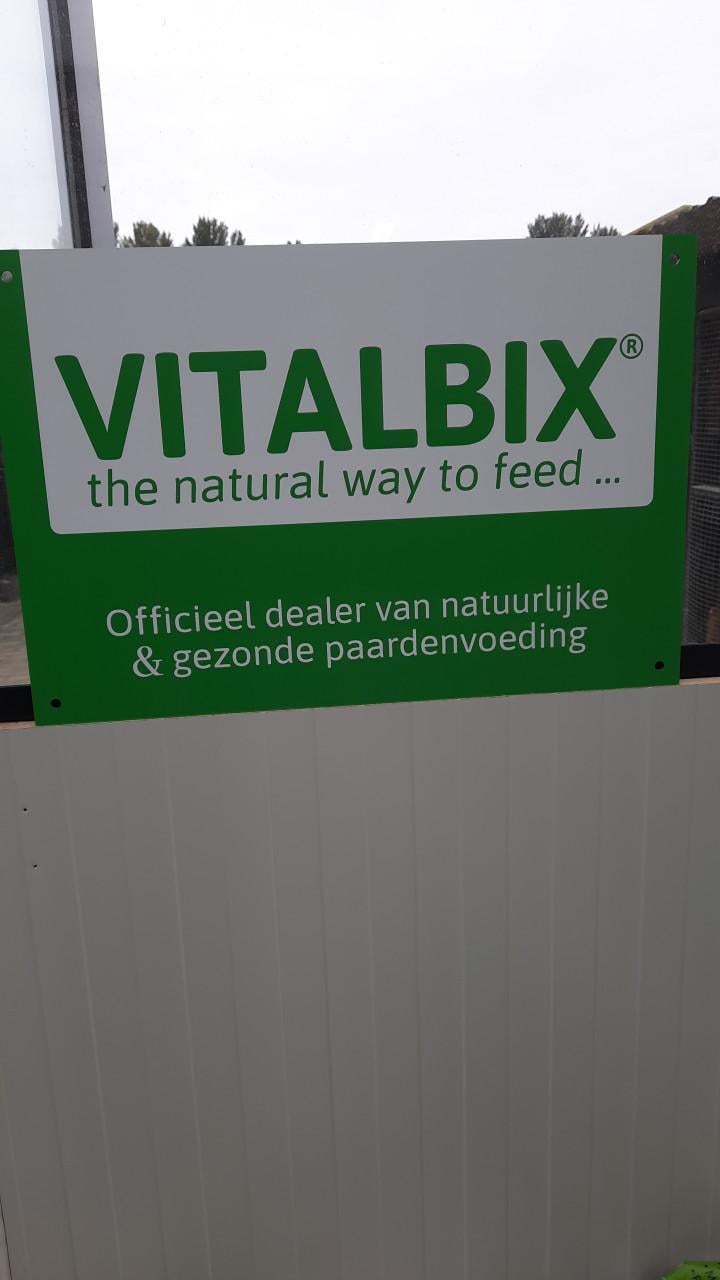 VITALBIX®
the natural way to feed ...
Officieel dealer van natuurlijke
& gezonde paardenvoeding